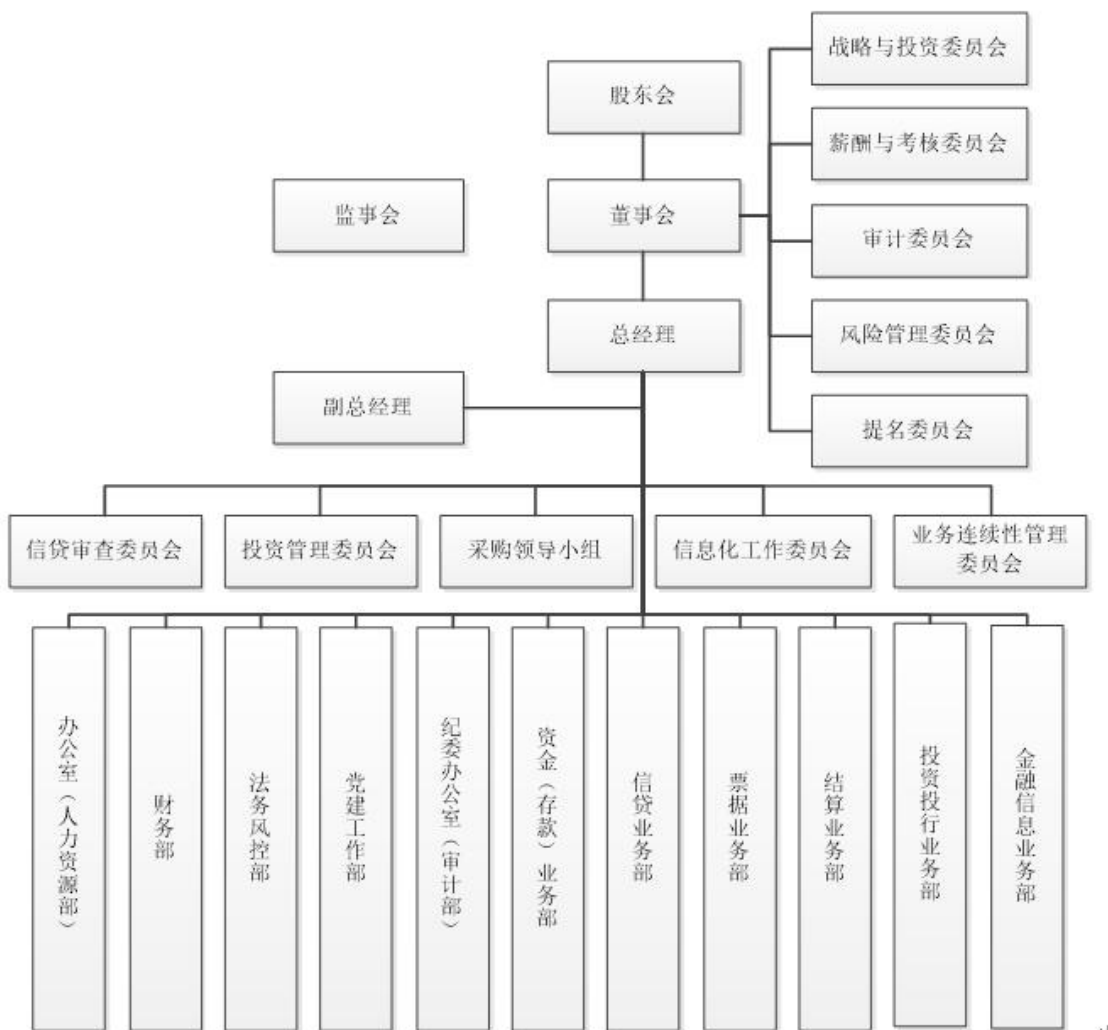 战略与投资委员会
股东会
薪酬与考核委员会
监事会
董事会
审计委员会
总经理
风险管理委员会
副总经理
提名委员会
信贷审查委员会
投资管理委员会
采购领导小组
信息化工作委员会
业务连续性管理
委员会
办公室（人力资源部）
财务部
法务风控部
党建工作部
纪委办公室（审计部）
资金（存款）业务部
信贷业务部
票据业务部
结算业务部
投资投行业务部
金融信息业务部